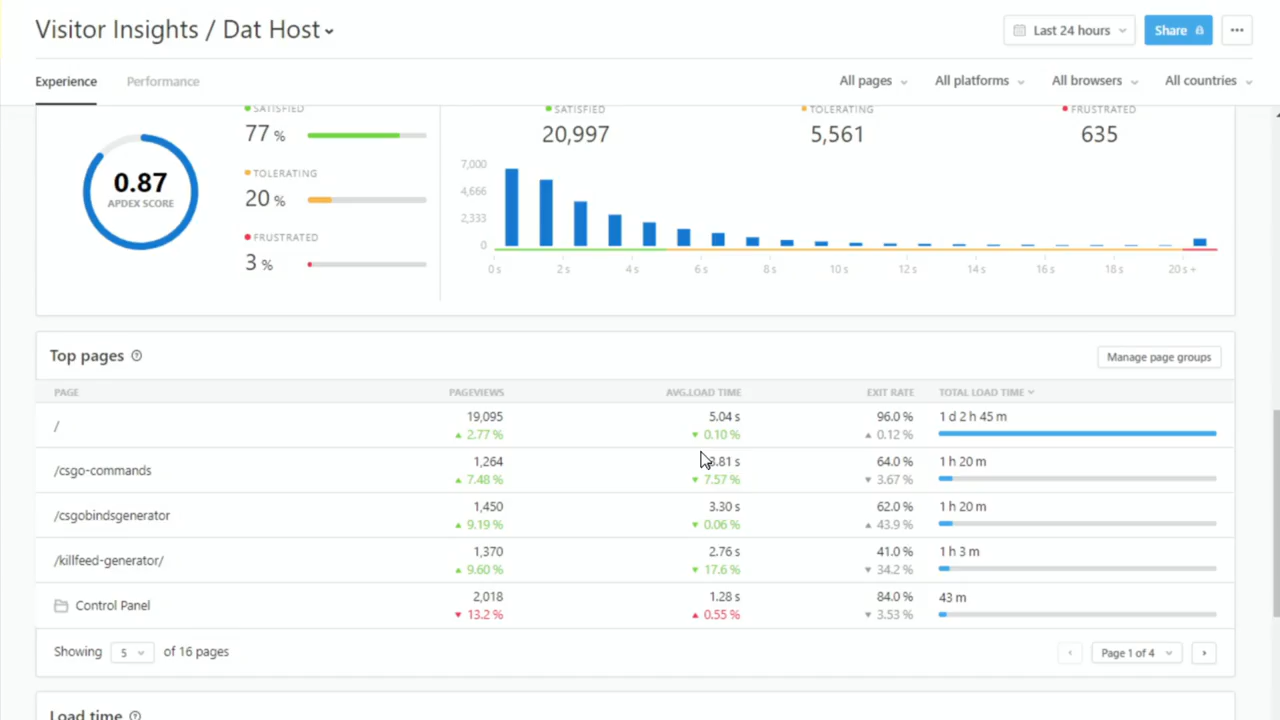 Visitor Insights / Dat Host
Last 24 hours
Share
Experience
Performance
All pages
All platforms
All browsers
All countries
0.87
APDEX SCORE
SATISFIED
77 %
TOLERATING
20 %
FRUSTRATED
3 %
SATISFIED
20,997
TOLERATING
5,561
FRUSTRATED
635
7,000
4,666
2,333
0
0 s 2 s 4 s 6 s 8 s 10 s 12 s 14 s 16 s 18 s 20 s +
Top pages
Manage page groups
PAGE PAGEVIEWS AVG.LOAD TIME EXIT RATE TOTAL LOAD TIME
/ 19,095 5.04 s 96.0 % 1 d 2 h 45 m
2.77 % 0.10 % 0.12 %
/csgo-commands 1,264 3.81 s 64.0 % 1 h 20 m
7.48 % 7.57 % 3.67 %
/csgobindsgenerator 1,450 3.30 s 62.0 % 1 h 20 m
9.19 % 0.06 % 43.9 %
/killfeed-generator/ 1,370 2.76 s 41.0 % 1 h 3 m
9.60 % 17.6 % 34.2 %
Control Panel 2,018 1.28 s 84.0 % 43 m
13.2 % 0.55 % 3.53 %
Showing 5 of 16 pages
Page 1 of 4
Load time